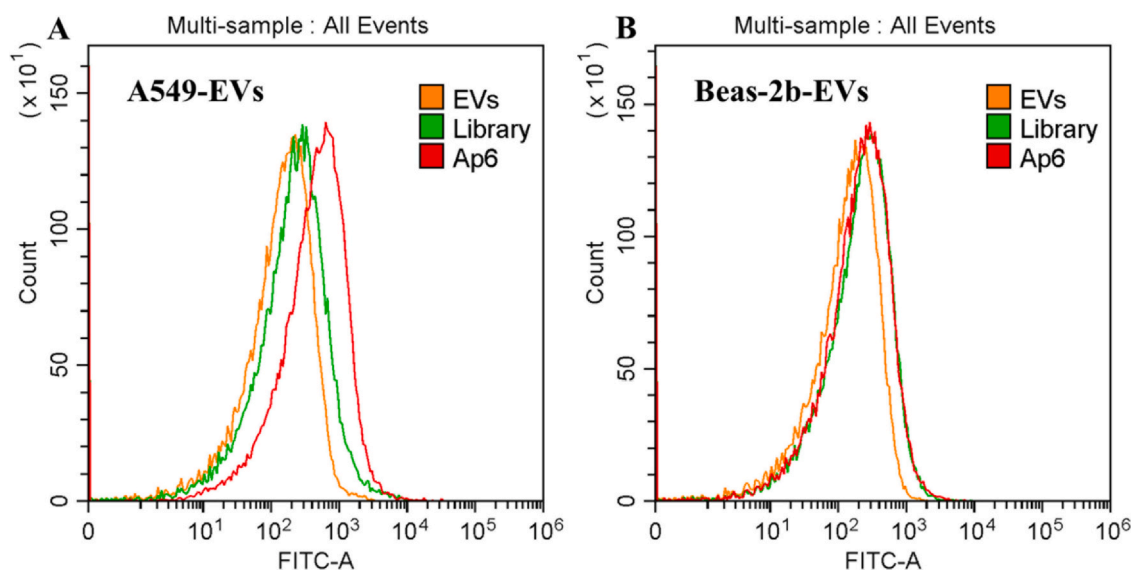 A
Multi-sample : All Events
(x 10¹)
Count
150
100
50
0
A549-EVs
EVs
Library
Ap6
0 10¹ 10² 10³ 10⁴ 10⁵ 10⁶
FITC-A
B
Multi-sample : All Events
(x 10¹)
Count
150
100
50
0
Beas-2b-EVs
EVs
Library
Ap6
0 10¹ 10² 10³ 10⁴ 10⁵ 10⁶
FITC-A